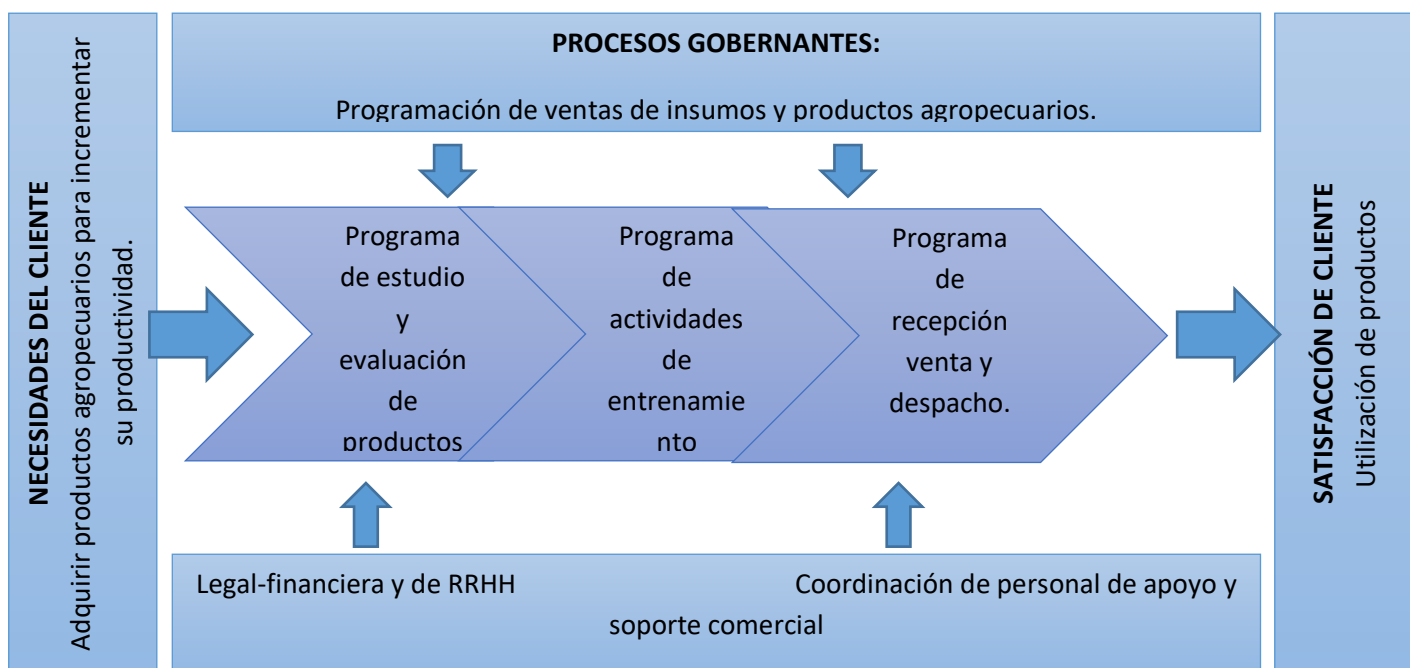 NECESIDADES DEL CLIENTE
Adquirir productos agropecuarios para incrementar
su productividad.
PROCESOS GOBERNANTES:
Programación de ventas de insumos y productos agropecuarios.
Programa
de estudio
y
evaluación
de
productos
Programa
de
actividades
de
entrenamie
nto
Programa
de
recepción
venta y
despacho.
Legal-financiera y de RRHH Coordinación de personal de apoyo y
soporte comercial
SATISFACCIÓN DE CLIENTE
Utilización de productos